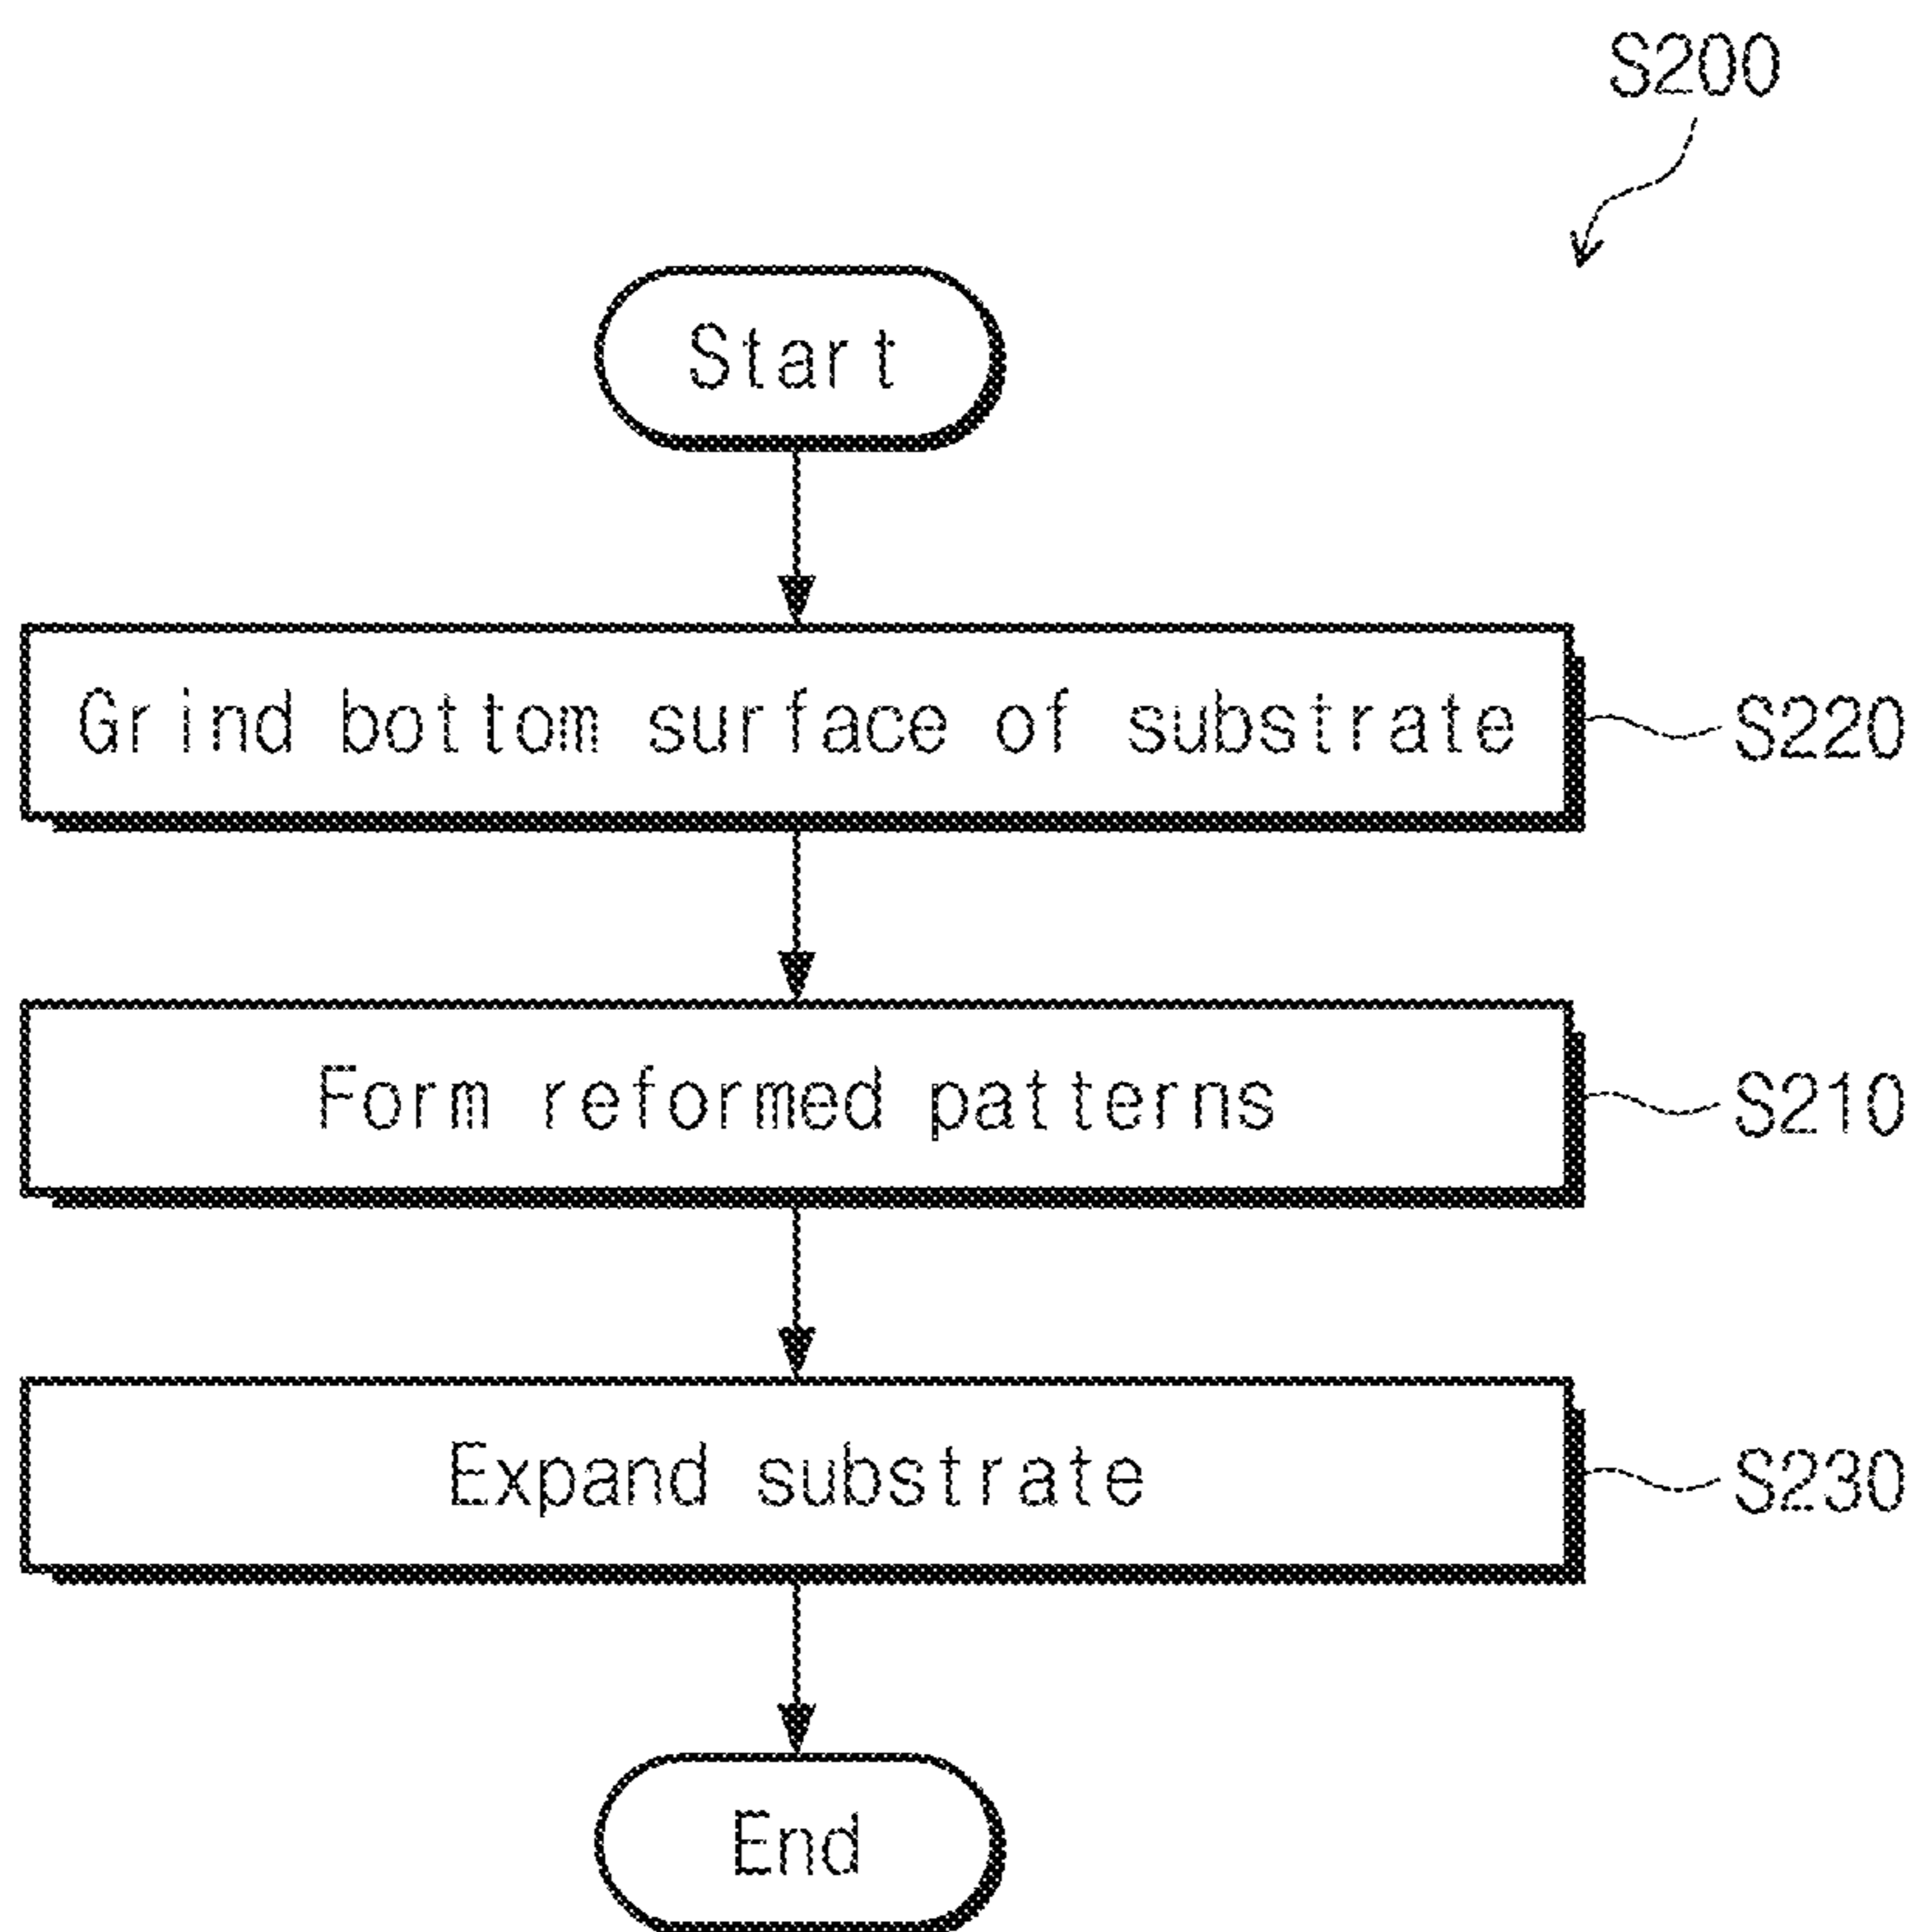 S200
Start
Grind bottom surface of substrate
S220
Form reformed patterns
S210
Expand substrate
S230
End